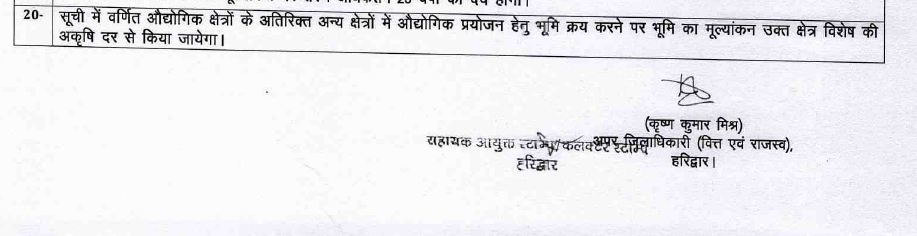 20- सूची में वर्णित औद्योगिक क्षेत्रों के अतिरिक्त अन्य क्षेत्रों में औद्योगिक प्रयोजन हेतु भूमि क्रय करने पर भूमि का मूल्यांकन उक्त क्षेत्र विशेष की
अकृषि दर से किया जायेगा।
(कृष्ण कुमार मिश्र)
सहायक आयुक्त स्टाम्प/कलक्टर स्टाम्प
हरिद्वार
अपर जिलाधिकारी (वित्त एवं राजस्व),
हरिद्वार।